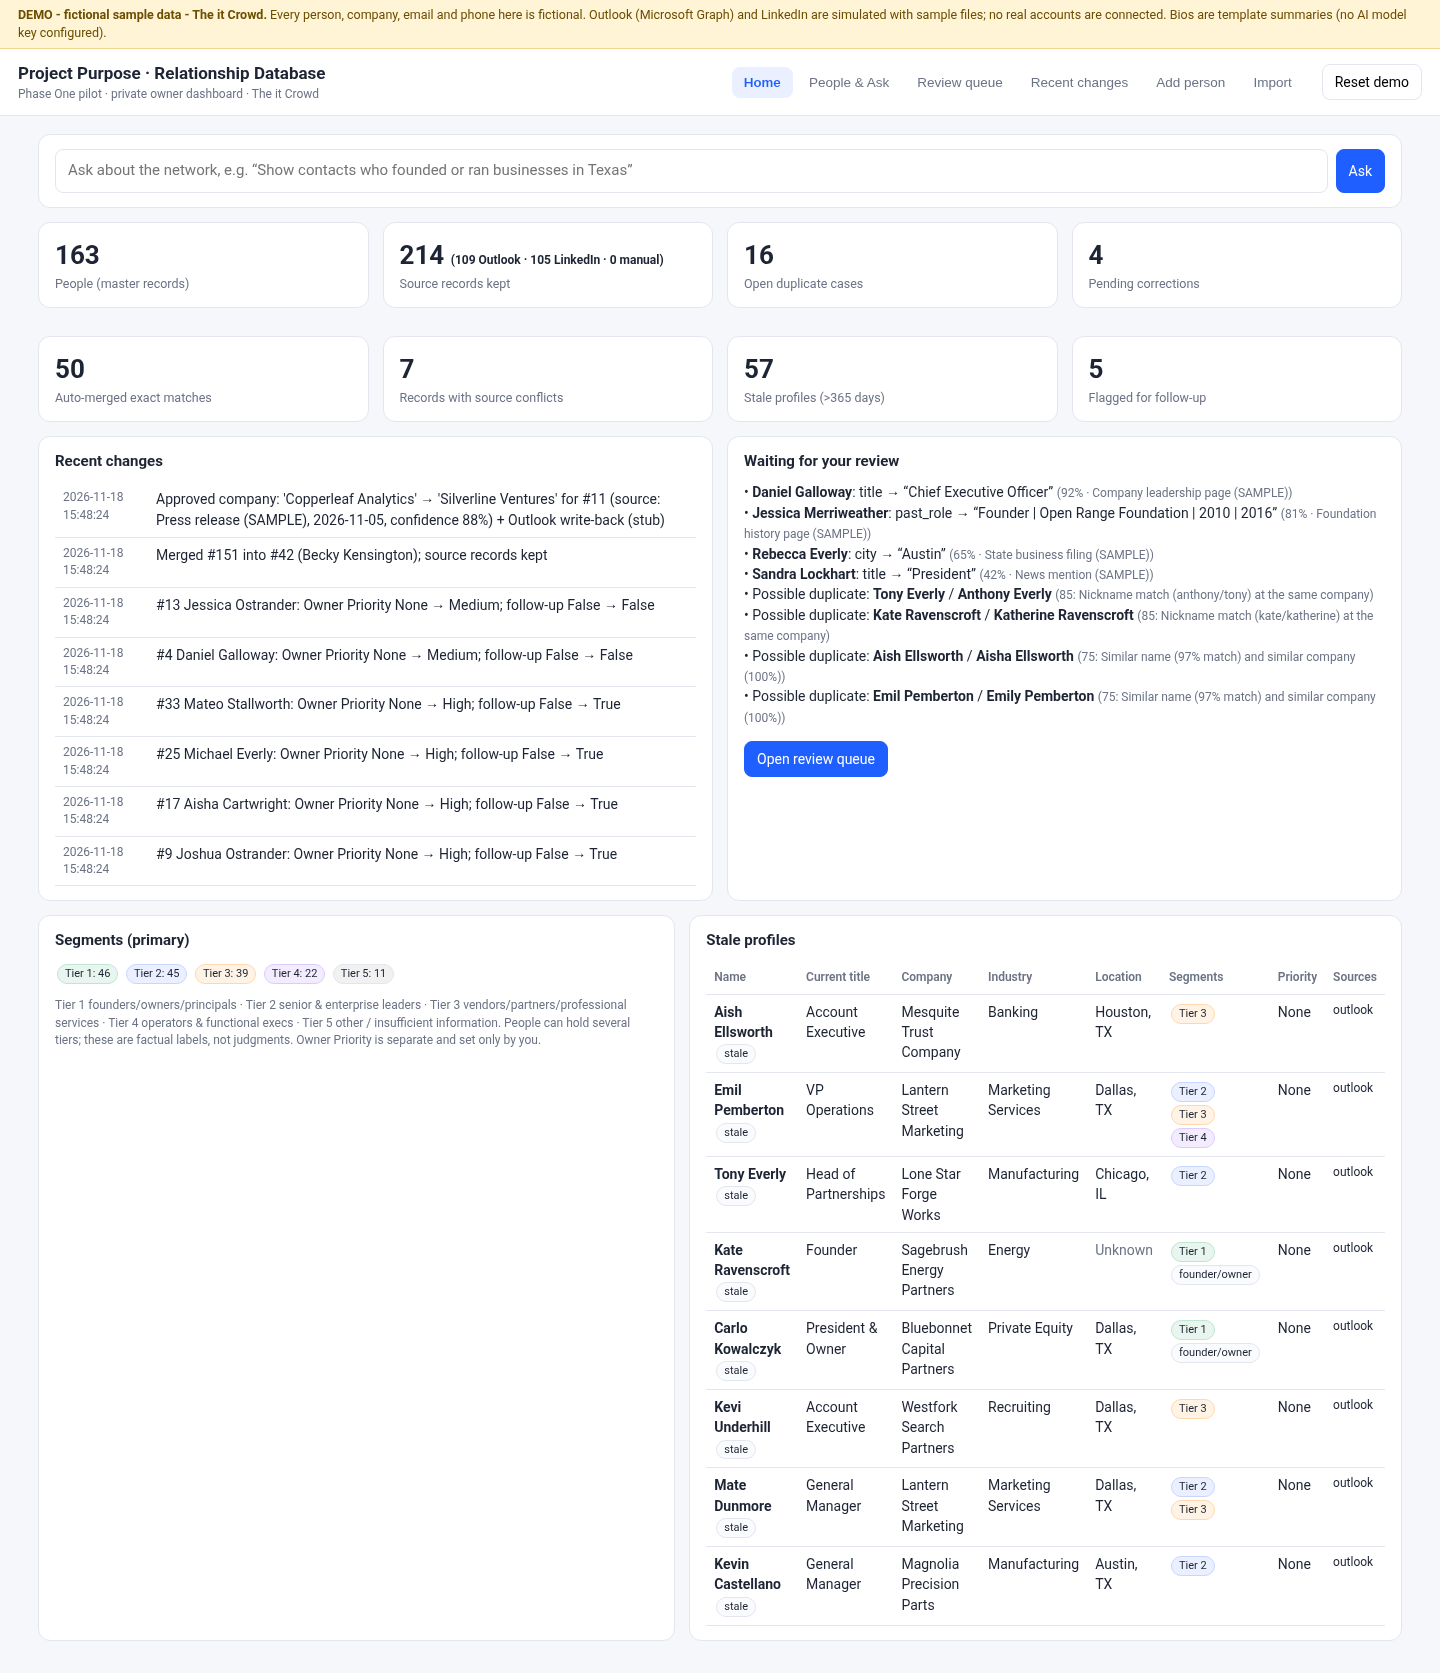 DEMO - fictional sample data - The it Crowd. Every person, company, email and phone here is fictional. Outlook (Microsoft Graph) and LinkedIn are simulated with sample files; no real accounts are connected. Bios are template summaries (no AI model
key configured).
Project Purpose · Relationship Database
Phase One pilot · private owner dashboard · The it Crowd
Home People & Ask Review queue Recent changes Add person Import Reset demo
Ask about the network, e.g. “Show contacts who founded or ran businesses in Texas” Ask
163
People (master records)
214 (109 Outlook · 105 LinkedIn · 0 manual)
Source records kept
16
Open duplicate cases
4
Pending corrections
50
Auto-merged exact matches
7
Records with source conflicts
57
Stale profiles (>365 days)
5
Flagged for follow-up
Recent changes
2026-11-18
15:48:24
Approved company: 'Copperleaf Analytics' → 'Silverline Ventures' for #11 (source:
Press release (SAMPLE), 2026-11-05, confidence 88%) + Outlook write-back (stub)
2026-11-18
15:48:24
Merged #151 into #42 (Becky Kensington); source records kept
2026-11-18
15:48:24
#13 Jessica Ostrander: Owner Priority None → Medium; follow-up False → False
2026-11-18
15:48:24
#4 Daniel Galloway: Owner Priority None → Medium; follow-up False → False
2026-11-18
15:48:24
#33 Mateo Stallworth: Owner Priority None → High; follow-up False → True
2026-11-18
15:48:24
#25 Michael Everly: Owner Priority None → High; follow-up False → True
2026-11-18
15:48:24
#17 Aisha Cartwright: Owner Priority None → High; follow-up False → True
2026-11-18
15:48:24
#9 Joshua Ostrander: Owner Priority None → High; follow-up False → True
Waiting for your review
• Daniel Galloway: title → “Chief Executive Officer” (92% · Company leadership page (SAMPLE))
• Jessica Merriweather: past_role → “Founder | Open Range Foundation | 2010 | 2016” (81% · Foundation
history page (SAMPLE))
• Rebecca Everly: city → “Austin” (65% · State business filing (SAMPLE))
• Sandra Lockhart: title → “President” (42% · News mention (SAMPLE))
• Possible duplicate: Tony Everly / Anthony Everly (85: Nickname match (anthony/tony) at the same company)
• Possible duplicate: Kate Ravenscroft / Katherine Ravenscroft (85: Nickname match (kate/katherine) at the
same company)
• Possible duplicate: Aish Ellsworth / Aisha Ellsworth (75: Similar name (97% match) and similar company
(100%))
• Possible duplicate: Emil Pemberton / Emily Pemberton (75: Similar name (97% match) and similar company
(100%))
Open review queue
Segments (primary)
Tier 1: 46 Tier 2: 45 Tier 3: 39 Tier 4: 22 Tier 5: 11
Tier 1 founders/owners/principals · Tier 2 senior & enterprise leaders · Tier 3 vendors/partners/professional
services · Tier 4 operators & functional execs · Tier 5 other / insufficient information. People can hold several
tiers; these are factual labels, not judgments. Owner Priority is separate and set only by you.
Stale profiles
Name Current title Company Industry Location Segments Priority Sources
Aish Account Mesquite Banking Houston, Tier 3 None outlook
Ellsworth Executive Trust TX
stale Company
Emil VP Lantern Marketing Dallas, Tier 2 None outlook
Pemberton Operations Street Services TX Tier 3
stale Marketing Tier 4
Tony Everly Head of Lone Star Manufacturing Chicago, Tier 2 None outlook
stale Partnerships Forge IL
Works
Kate Founder Sagebrush Energy Unknown Tier 1 None outlook
Ravenscroft Energy founder/owner
stale Partners
Carlo President & Bluebonnet Private Equity Dallas, Tier 1 None outlook
Kowalczyk Owner Capital TX founder/owner
stale Partners
Kevi Account Westfork Recruiting Dallas, Tier 3 None outlook
Underhill Executive Search TX
stale Partners
Mate General Lantern Marketing Dallas, Tier 2 None outlook
Dunmore Manager Street Services TX Tier 3
stale Marketing
Kevin General Magnolia Manufacturing Austin, Tier 2 None outlook
Castellano Manager Precision TX
stale Parts